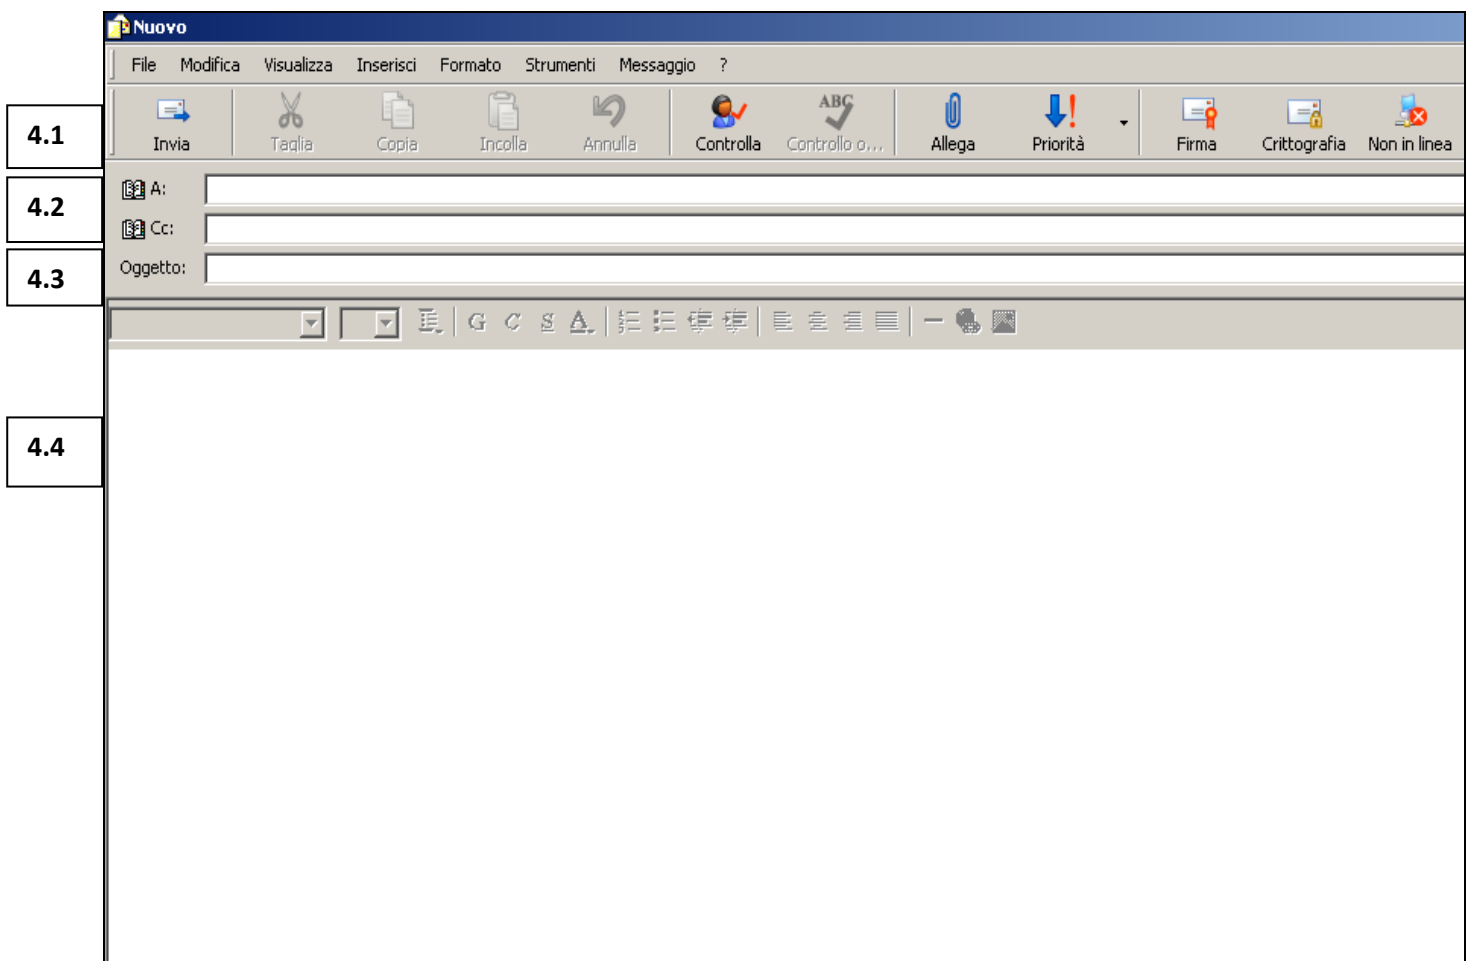 Nuovo
File Modifica Visualizza Inserisci Formato Strumenti Messaggio ?
4.1
Invia Taglia Copia Incolla Annulla Controlla ABC Controllo o... Allega Priorità Firma Crittografia Non in linea
4.2
A:
Cc:
4.3
Oggetto:
G C S A
4.4